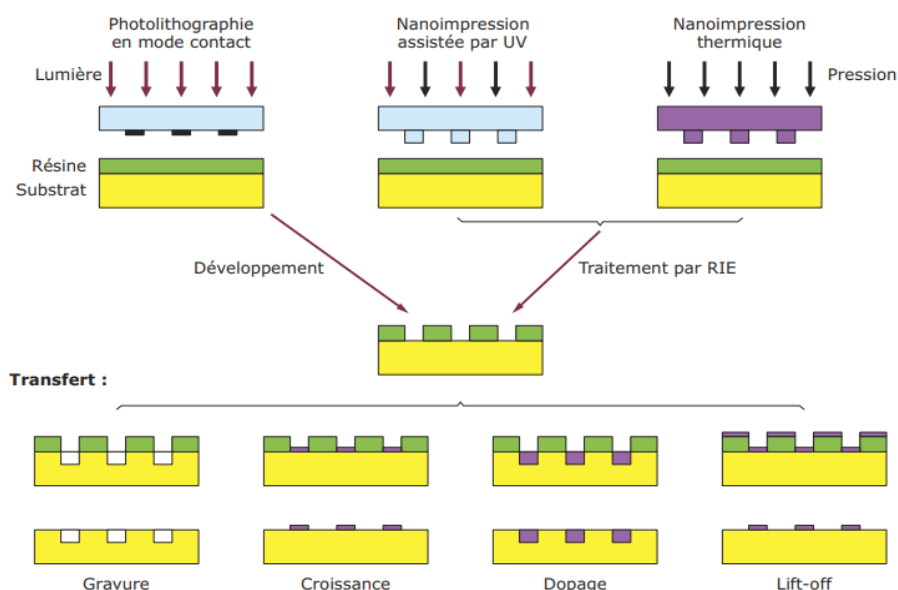 Photolithographie
en mode contact
Nanoimpression
assistée par UV
Nanoimpression
thermique
Lumière
Pression
Résine
Substrat
Développement
Traitement par RIE
Transfert :
Gravure
Croissance
Dopage
Lift-off